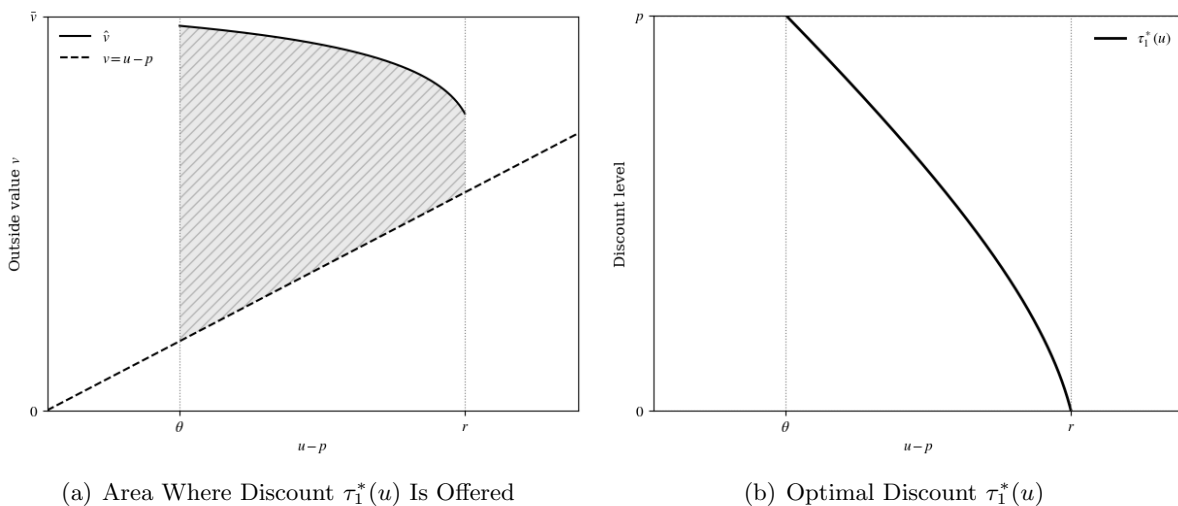 v̄
v̂
v = u − p
Outside value v
0
θ
r
u − p
(a) Area Where Discount τ₁*(u) Is Offered
p
τ₁*(u)
Discount level
0
θ
r
u − p
(b) Optimal Discount τ₁*(u)